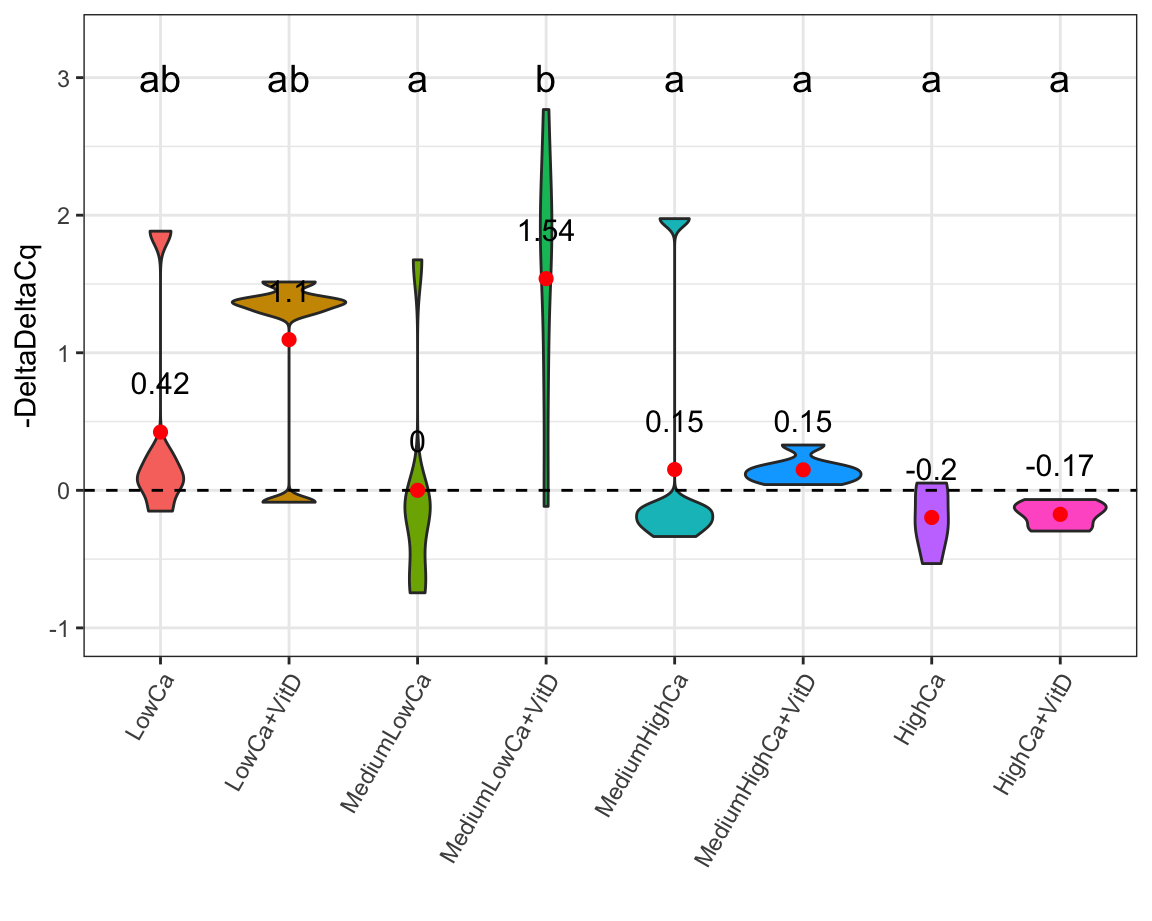 ab ab a b a a a a
3
2
1
0
-1
-DeltaDeltaCq
0.42
1.1
0
1.54
0.15
0.15
-0.2
-0.17
LowCa
LowCa+VitD
MediumLowCa
MediumLowCa+VitD
MediumHighCa
MediumHighCa+VitD
HighCa
HighCa+VitD